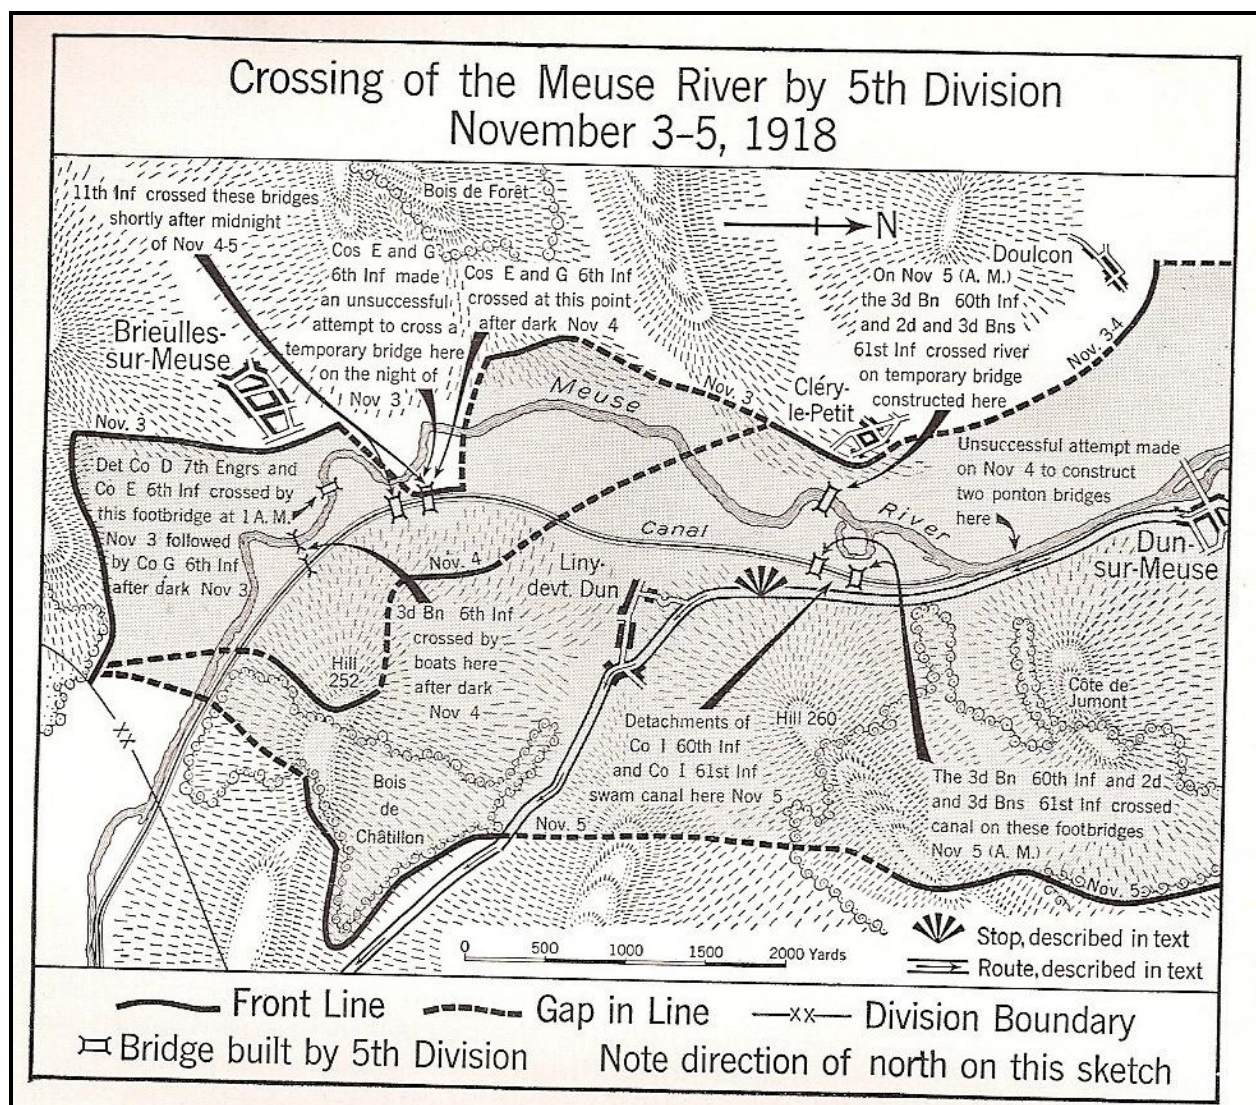 Crossing of the Meuse River by 5th Division
November 3–5, 1918
11th Inf crossed these bridges
shortly after midnight
of Nov 4-5
Bois de Forêt
N
Doulcon
Cos E and G
6th Inf made
an unsuccessful
attempt to cross a
temporary bridge here
on the night of
Nov 3
Cos E and G 6th Inf
crossed at this point
after dark Nov 4
On Nov 5 (A. M.)
the 3d Bn 60th Inf
and 2d and 3d Bns
61st Inf crossed river
on temporary bridge
constructed here
Brieulles-
sur-Meuse
Meuse
Nov. 3
Cléry-
le-Petit
Nov. 3-4
Nov. 3
Unsuccessful attempt made
on Nov 4 to construct
two ponton bridges
here
Det Co D 7th Engrs and
Co E 6th Inf crossed by
this footbridge at 1 A. M.
Nov 3 followed
by Co G 6th Inf
after dark Nov 3
Canal
River
Dun-
sur-Meuse
Nov. 4
Liny-
devt. Dun
3d Bn 6th Inf
crossed by
boats here
after dark
Nov 4
Hill
252
Côte de
Jumont
XX
Detachments of
Co I 60th Inf
and Co I 61st Inf
swam canal here Nov 5
Hill 260
Bois
de
Châtillon
The 3d Bn 60th Inf and 2d
and 3d Bns 61st Inf crossed
canal on these footbridges
Nov 5 (A. M.)
Nov. 5
Nov. 5
0 500 1000 1500 2000 Yards
Stop, described in text
Route, described in text
Front Line
Gap in Line
XX
Division Boundary
Bridge built by 5th Division
Note direction of north on this sketch